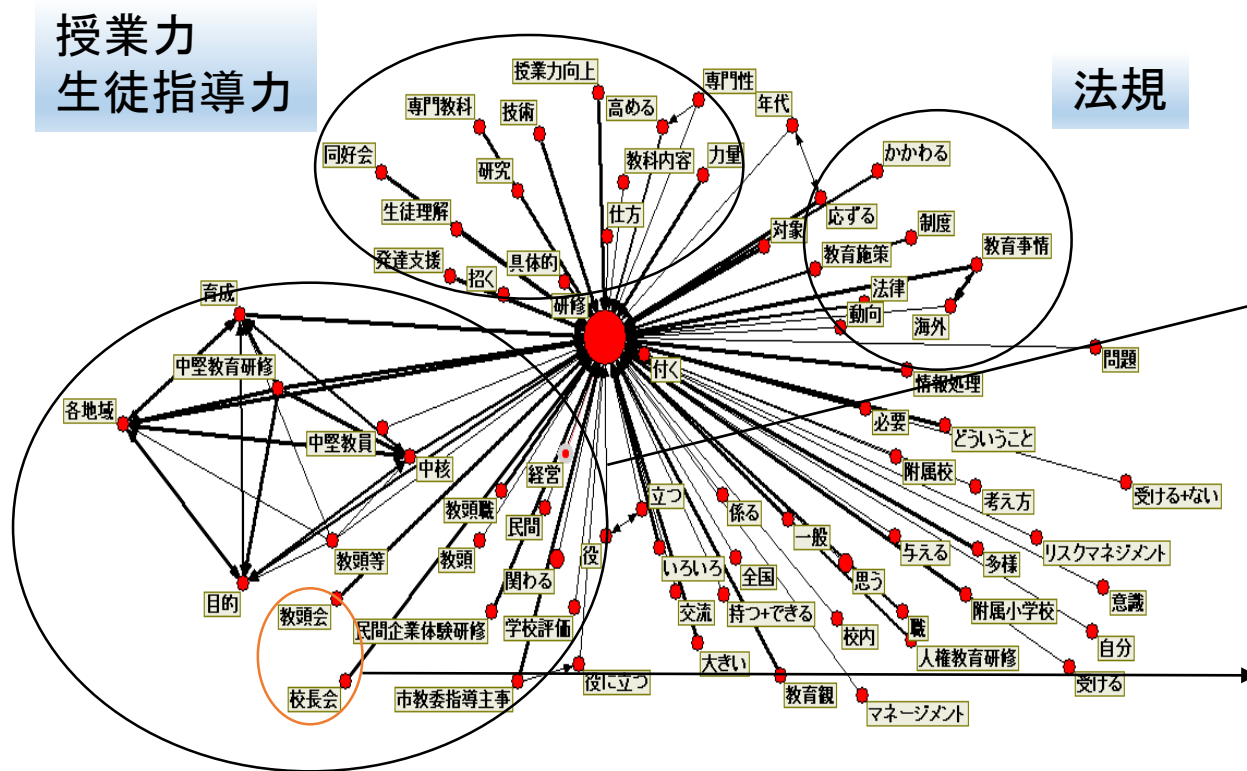 授業力
生徒指導力
法規
授業力向上
専門教科
技術
高める
専門性
年代
同好会
研究
教科内容
力量
かかわる
生徒理解
仕方
対象
応ずる
制度
発達支援
招く
具体的
教育施策
教育事情
研修
法律
動向
海外
育成
中堅教育研修
付く
情報処理
問題
各地域
中堅教員
中核
必要
どういうこと
経営
附属校
考え方
受ける+ない
教頭職
民間
立つ
係る
一般
教頭等
教頭
関わる
役
いろいろ
全国
思う
与える
多様
リスクマネジメント
目的
教頭会
民間企業体験研修
学校評価
交流
持つ+できる
校内
職
附属小学校
意識
大きい
人権教育研修
自分
校長会
市教委指導主事
役に立つ
教育観
マネージメント
受ける